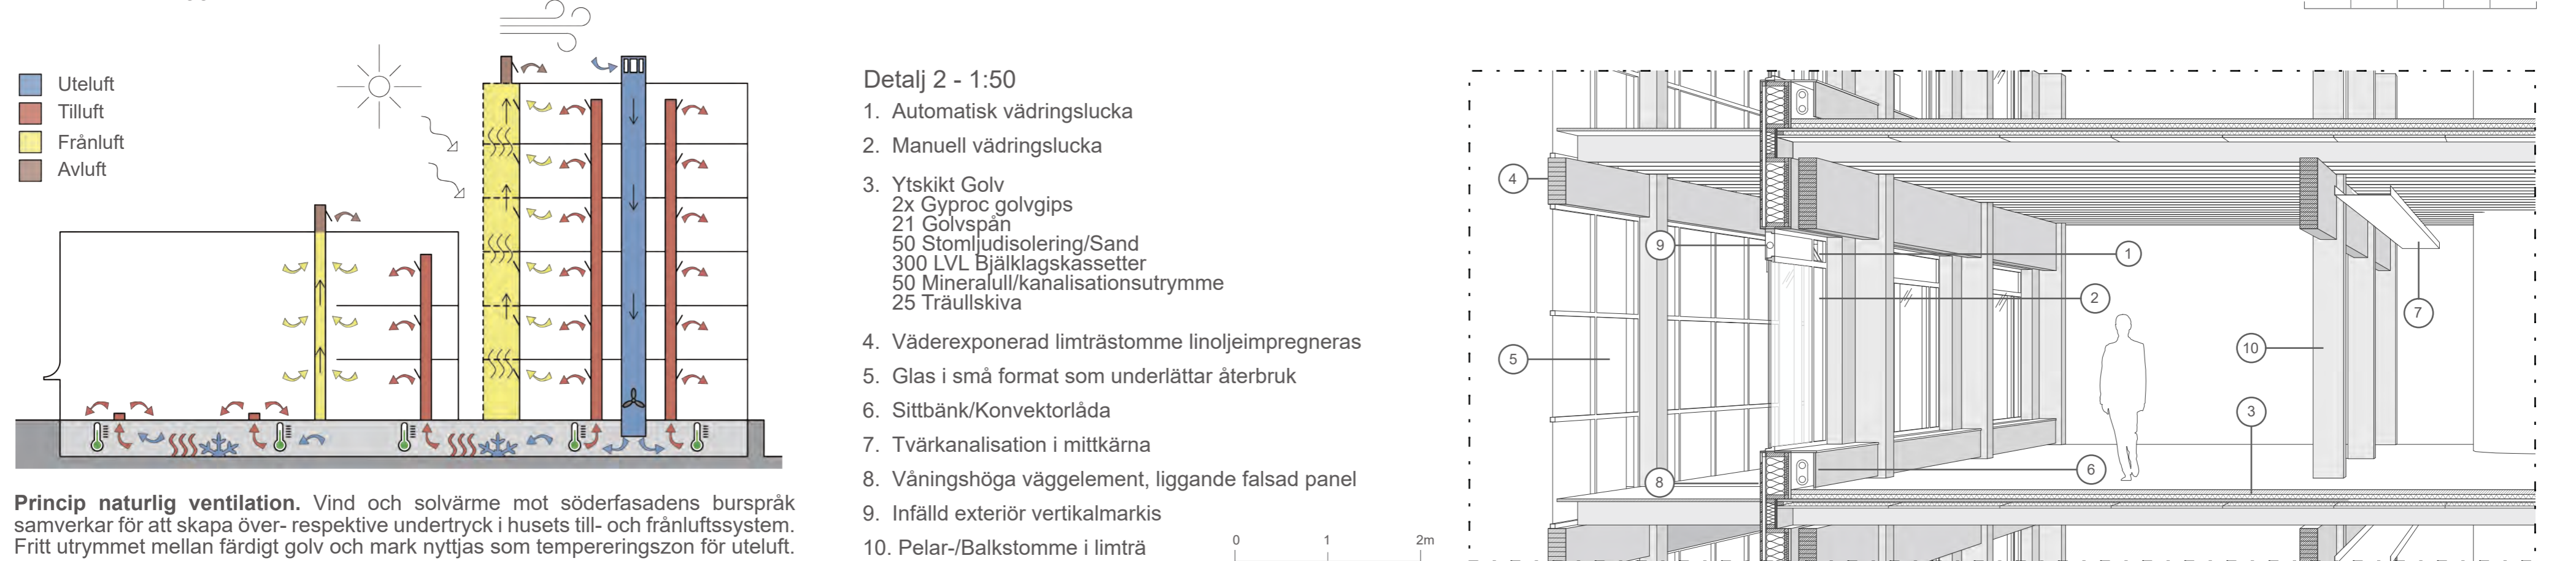 Uteluft
Tilluft
Frånluft
Avluft
Princip naturlig ventilation. Vind och solvärme mot söderfasadens burspråk
samverkar för att skapa över- respektive undertryck i husets till- och frånluftssystem.
Fritt utrymmet mellan färdigt golv och mark nyttjas som tempereringszon för uteluft.
Detalj 2 - 1:50
1. Automatisk vädringslucka
2. Manuell vädringslucka
3. Ytskikt Golv
2x Gyproc golvgips
21 Golvspån
50 Stomljudisolering/Sand
300 LVL Bjälklagskassetter
50 Mineralull/kanalisationsutrymme
25 Träullskiva
4. Väderexponerad limträstomme linoljeimpregneras
5. Glas i små format som underlättar återbruk
6. Sittbänk/Konvektorlåda
7. Tvärkanalisation i mittkärna
8. Våningshöga väggelement, liggande falsad panel
9. Infälld exteriör vertikalmarkis
10. Pelar-/Balkstomme i limträ
0 1 2m
4
9
1
2
7
5
10
3
6
8